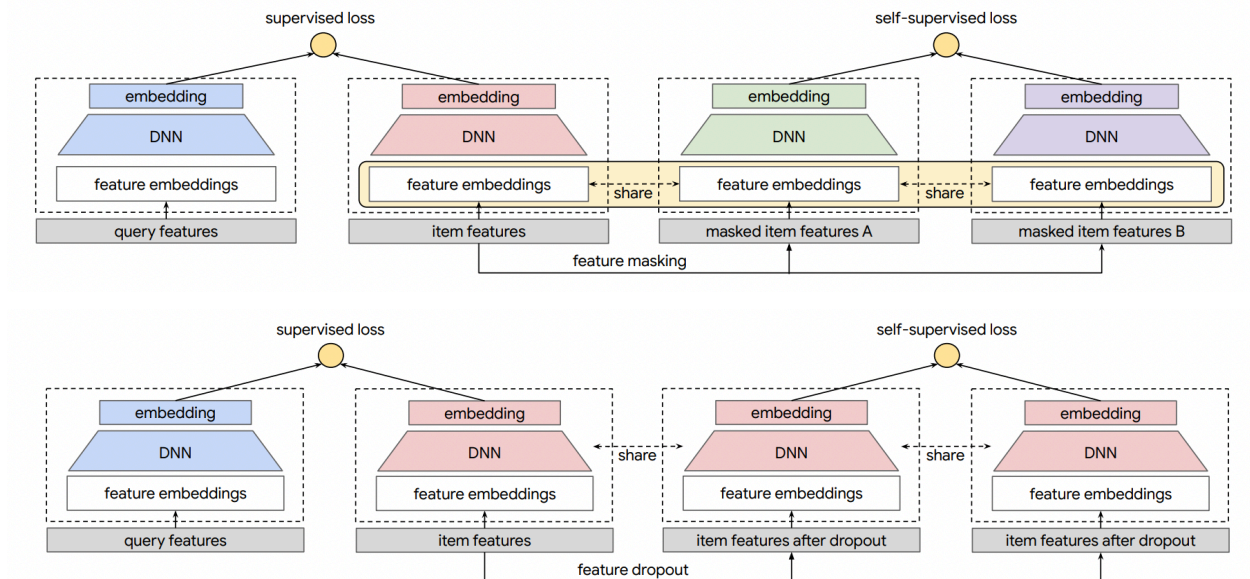 supervised loss
self-supervised loss
embedding
embedding
embedding
embedding
DNN
DNN
DNN
DNN
feature embeddings
feature embeddings
feature embeddings
feature embeddings
share
share
query features
item features
masked item features A
masked item features B
feature masking
supervised loss
self-supervised loss
embedding
embedding
embedding
embedding
DNN
DNN
DNN
DNN
share
share
feature embeddings
feature embeddings
feature embeddings
feature embeddings
query features
item features
item features after dropout
item features after dropout
feature dropout